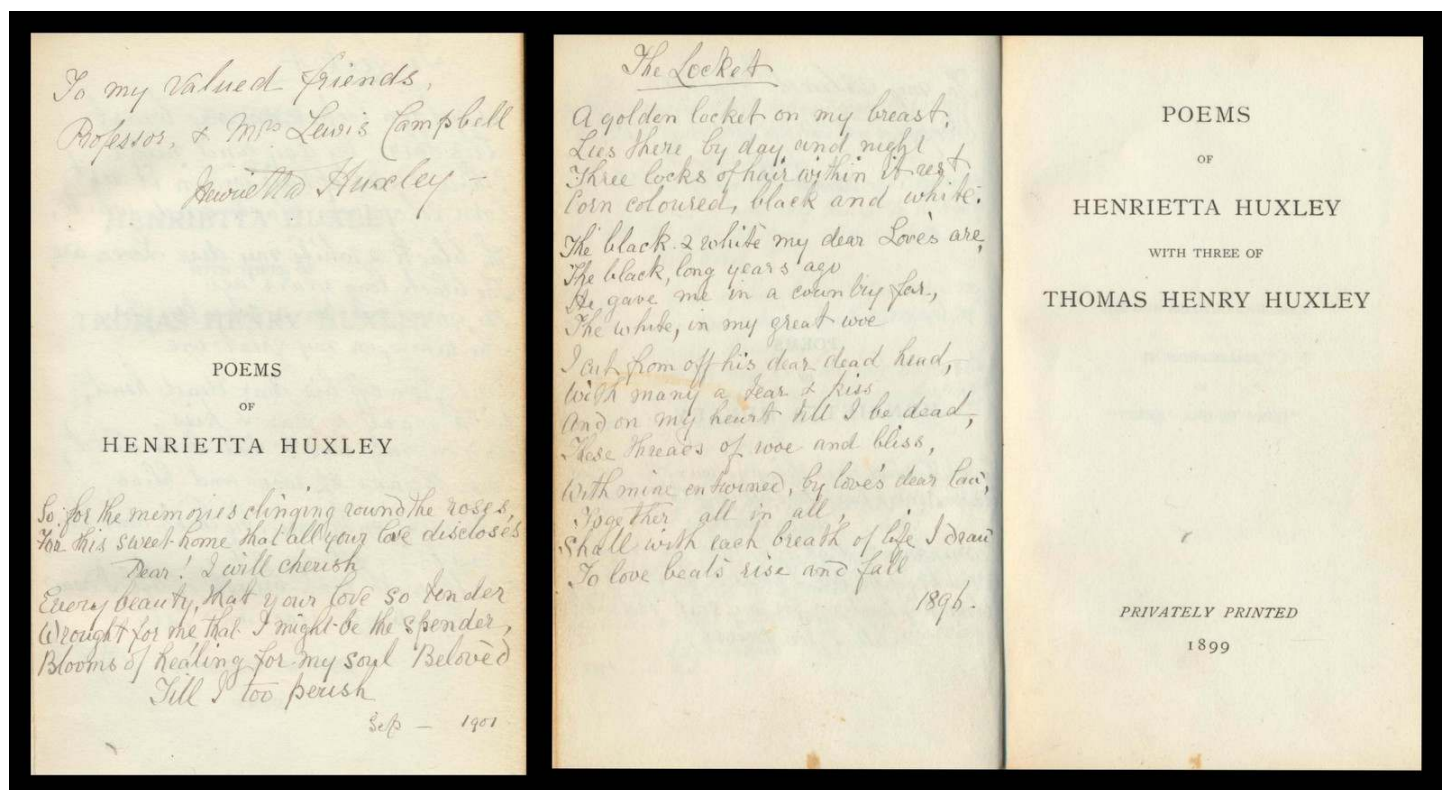 To my valued friends,
Professor, & Mrs Lewis Campbell
Henrietta Huxley –
POEMS
OF
HENRIETTA HUXLEY
So for the memories clinging round the roses,
For this sweet home that all your love discloses
Dear! I will cherish
Every beauty, that your love so tender
Wrought for me that I might be the spender,
Blooms of healing for my soul Beloved
Till I too perish
Sep – 1901
The Locket
A golden locket on my breast,
Lies there by day and night
Three locks of hair within it rest
Corn coloured, black and white.
The black & white my dear Love's are,
The black, long years ago
He gave me in a country far,
The white, in my great woe
I cut from off his dear dead head,
With many a tear & kiss
And on my heart till I be dead,
These threads of woe and bliss,
With mine entwined, by love's dear law,
Together all in all,
Shall with each breath of life I draw
To love beats rise and fall
1896.
POEMS
OF
HENRIETTA HUXLEY
WITH THREE OF
THOMAS HENRY HUXLEY
PRIVATELY PRINTED
1899